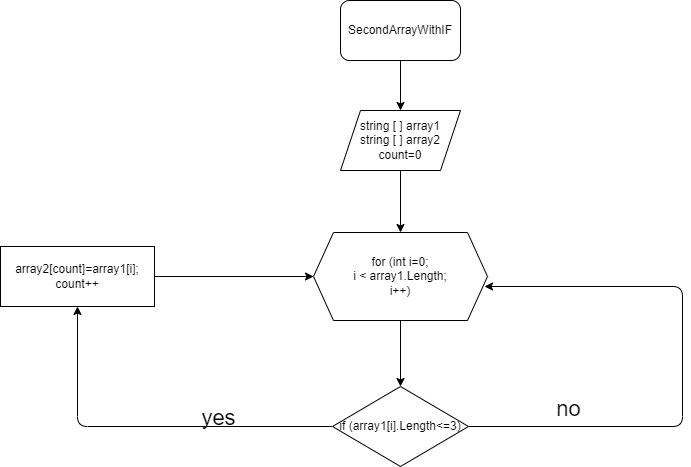 SecondArrayWithIF
string [ ] array1
string [ ] array2
count=0
for (int i=0;
i < array1.Length;
i++)
array2[count]=array1[i];
count++
if (array1[i].Length<=3)
yes
no